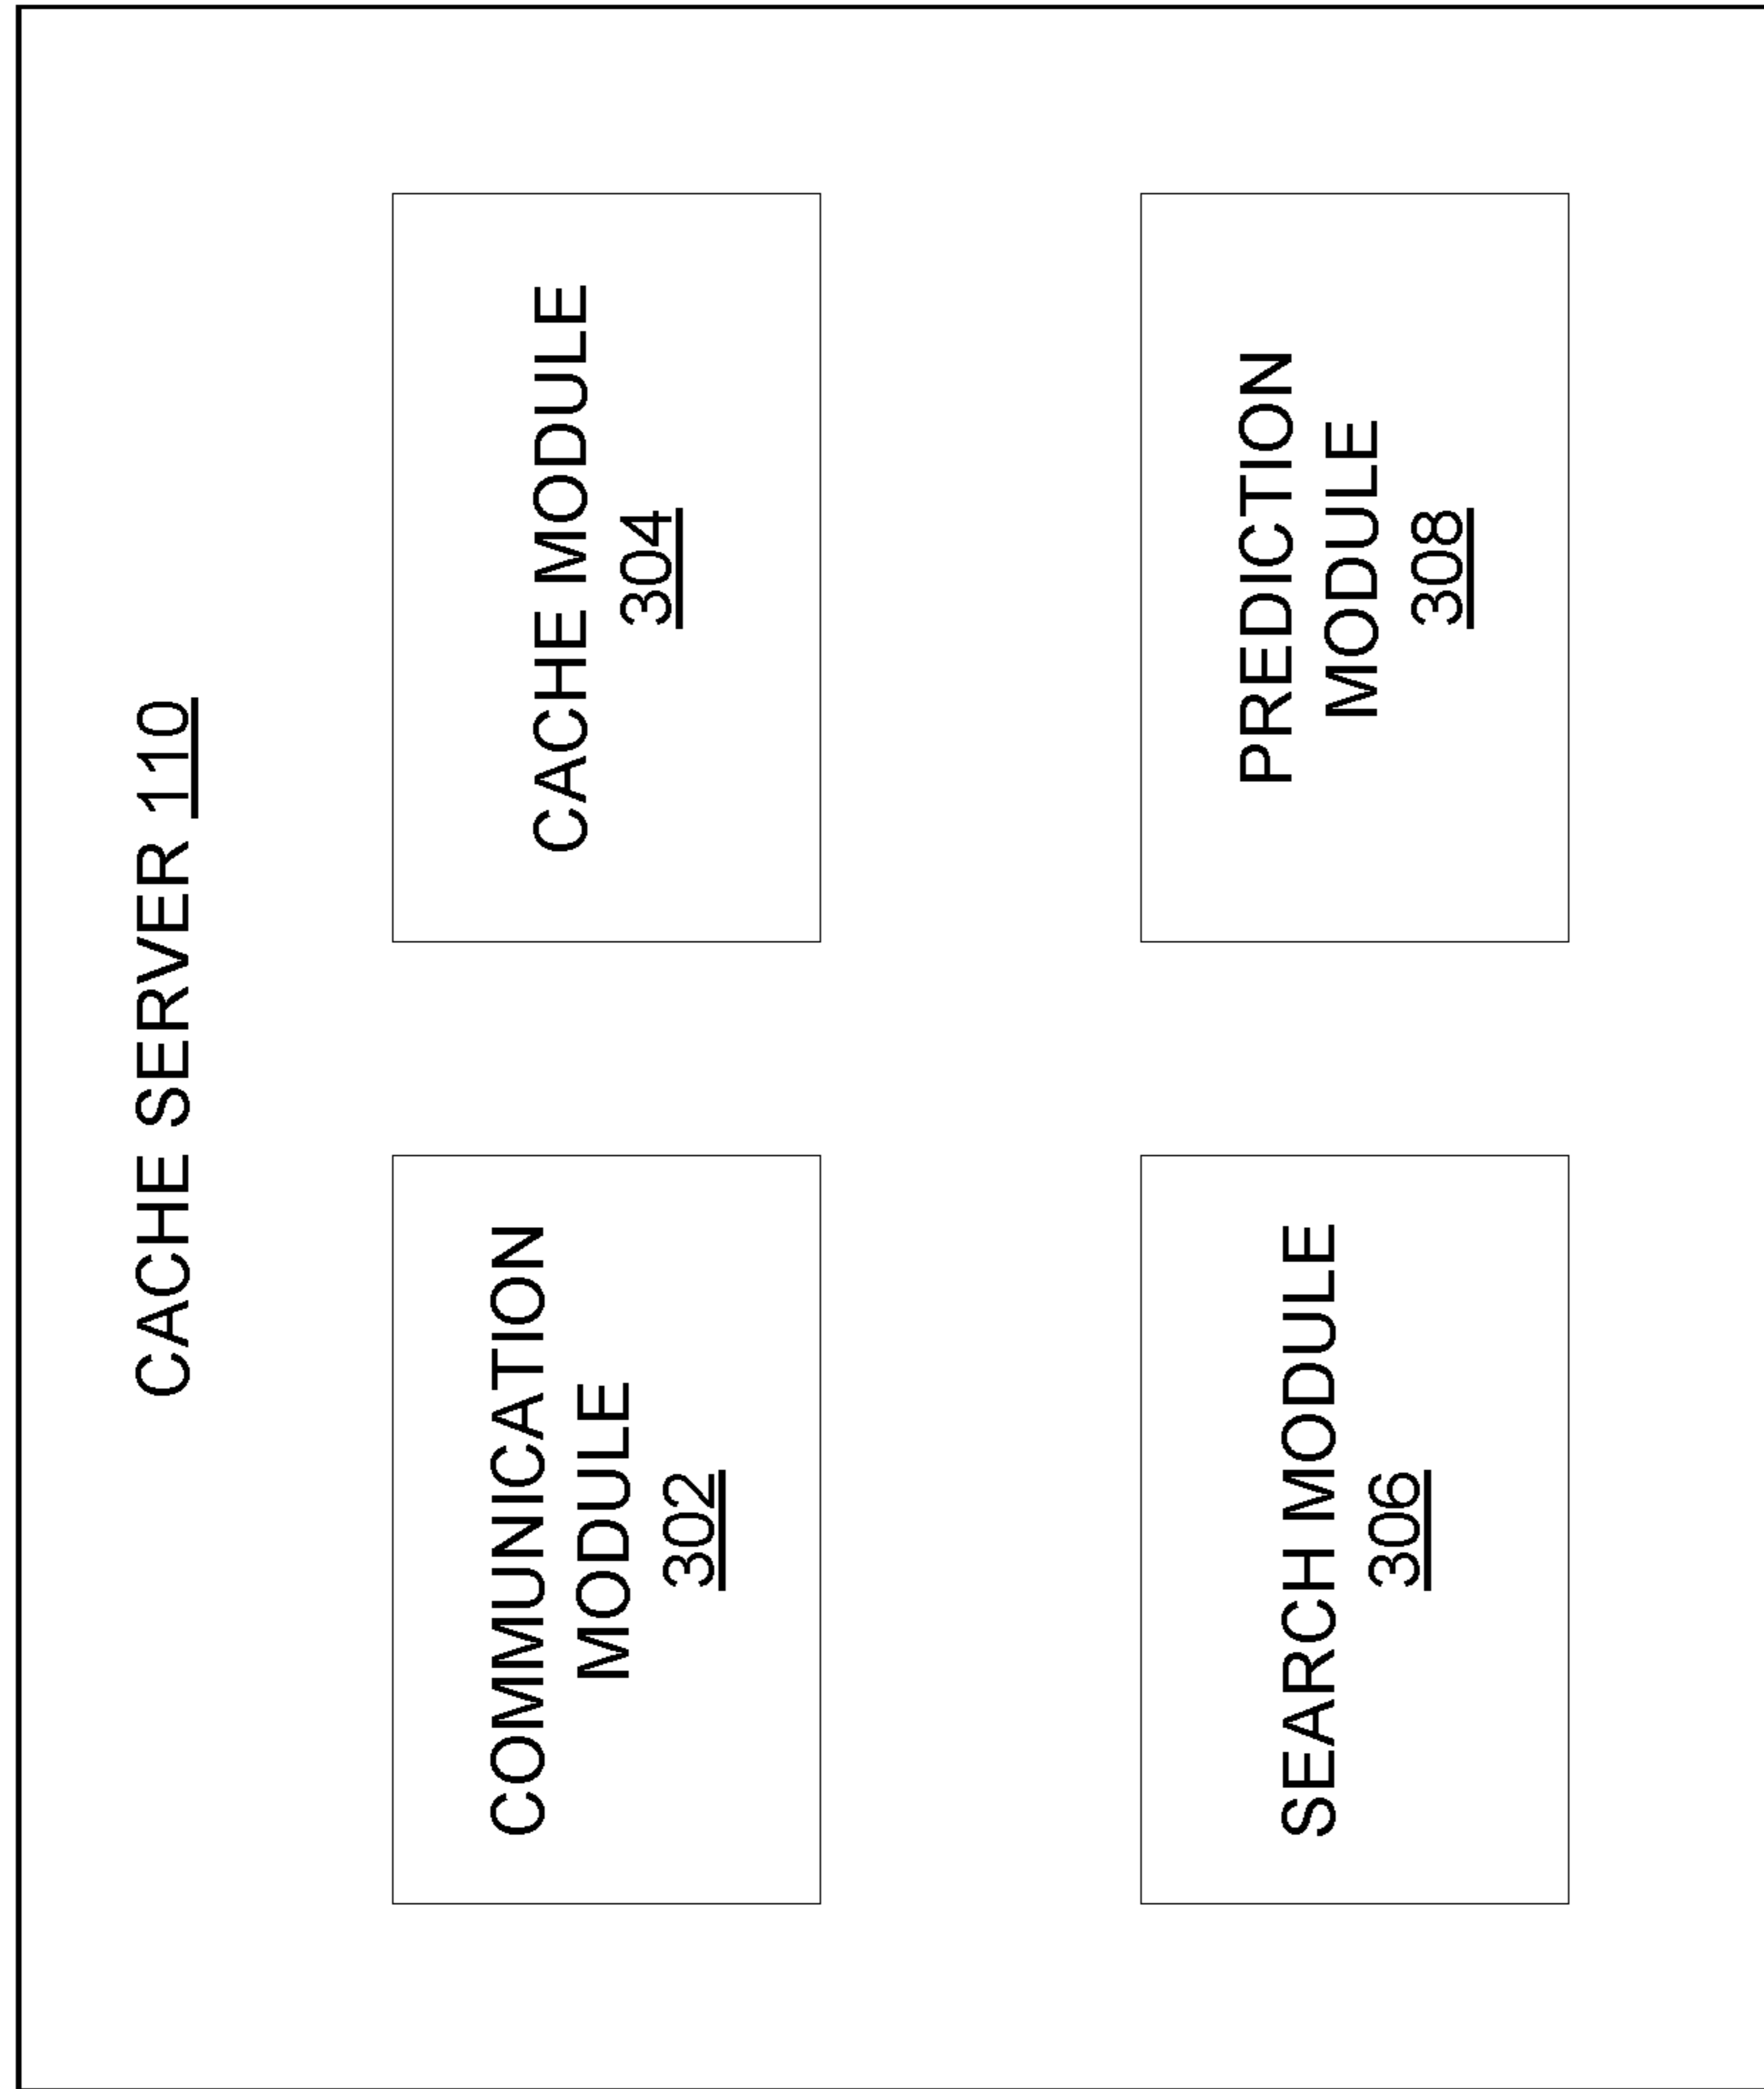 CACHE SERVER 110
COMMUNICATION
MODULE
302
CACHE MODULE
304
SEARCH MODULE
306
PREDICTION
MODULE
308